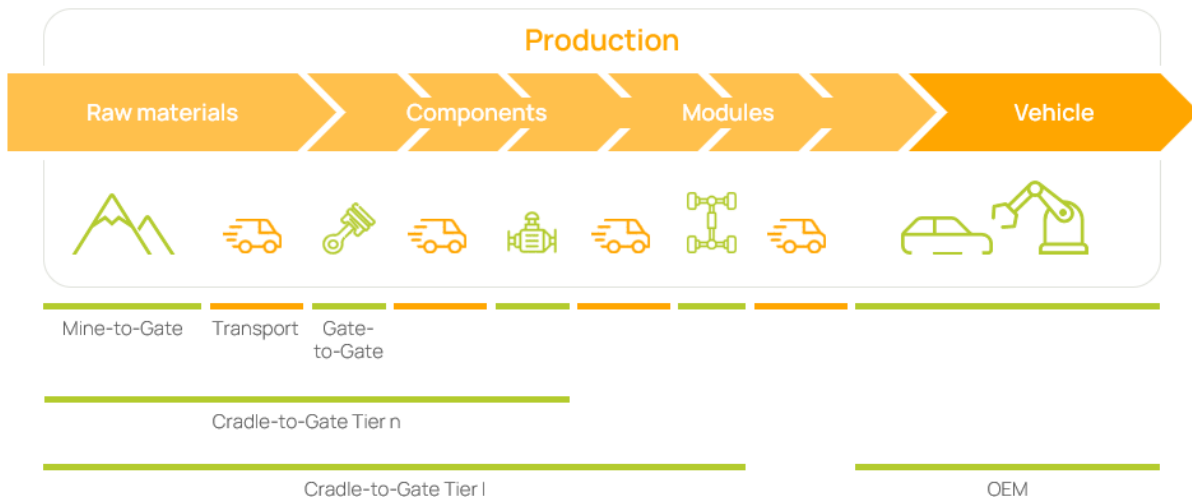 Production
Raw materials
Components
Modules
Vehicle
Mine-to-Gate
Transport
Gate-
to-Gate
Cradle-to-Gate Tier n
Cradle-to-Gate Tier I
OEM